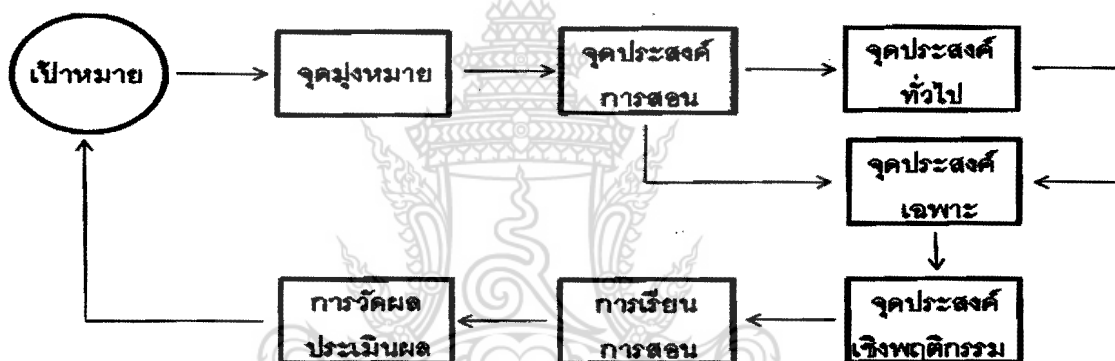 เป้าหมาย
จุดมุ่งหมาย
จุดประสงค์
การสอน
จุดประสงค์
ทั่วไป
จุดประสงค์
เฉพาะ
จุดประสงค์
เชิงพฤติกรรม
การเรียน
การสอน
การวัดผล
ประเมินผล